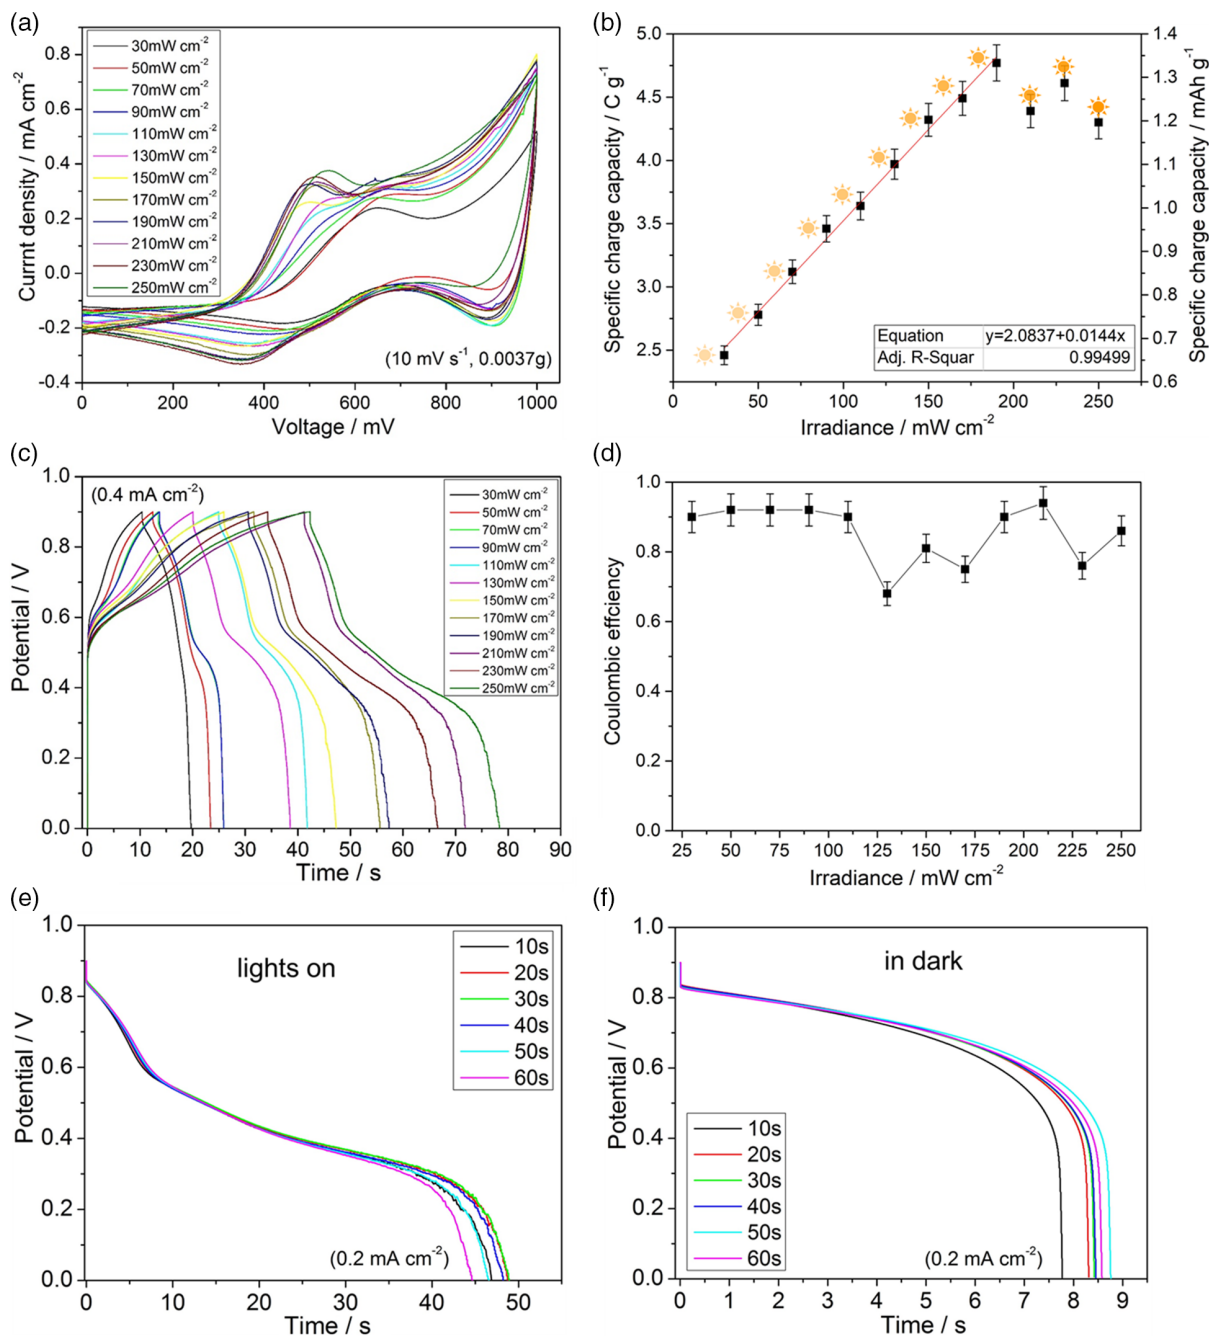 (a)
Currnt density / mA cm-2
0.8
0.6
0.4
0.2
0.0
-0.2
-0.4
30mW cm-2
50mW cm-2
70mW cm-2
90mW cm-2
110mW cm-2
130mW cm-2
150mW cm-2
170mW cm-2
190mW cm-2
210mW cm-2
230mW cm-2
250mW cm-2
(10 mV s-1, 0.0037g)
0 200 400 600 800 1000
Voltage / mV
(b)
Specific charge capacity / C g-1
5.0
4.5
4.0
3.5
3.0
2.5
1.4
1.3
1.2
1.1
1.0
0.9
0.8
0.7
0.6
Specific charge capacity / mAh g-1
Equation y=2.0837+0.0144x
Adj. R-Squar 0.99499
0 50 100 150 200 250
Irradiance / mW cm-2
(c)
Potential / V
1.0
0.8
0.6
0.4
0.2
0.0
(0.4 mA cm-2)
30mW cm-2
50mW cm-2
70mW cm-2
90mW cm-2
110mW cm-2
130mW cm-2
150mW cm-2
170mW cm-2
190mW cm-2
210mW cm-2
230mW cm-2
250mW cm-2
0 10 20 30 40 50 60 70 80 90
Time / s
(d)
Coulombic effciency
1.0
0.8
0.6
0.4
0.2
0.0
25 50 75 100 125 150 175 200 225 250
Irradiance / mW cm-2
(e)
Potential / V
1.0
0.8
0.6
0.4
0.2
0.0
lights on
10s
20s
30s
40s
50s
60s
(0.2 mA cm-2)
0 10 20 30 40 50
Time / s
(f)
Potential / V
1.0
0.8
0.6
0.4
0.2
0.0
in dark
10s
20s
30s
40s
50s
60s
(0.2 mA cm-2)
0 1 2 3 4 5 6 7 8 9
Time / s